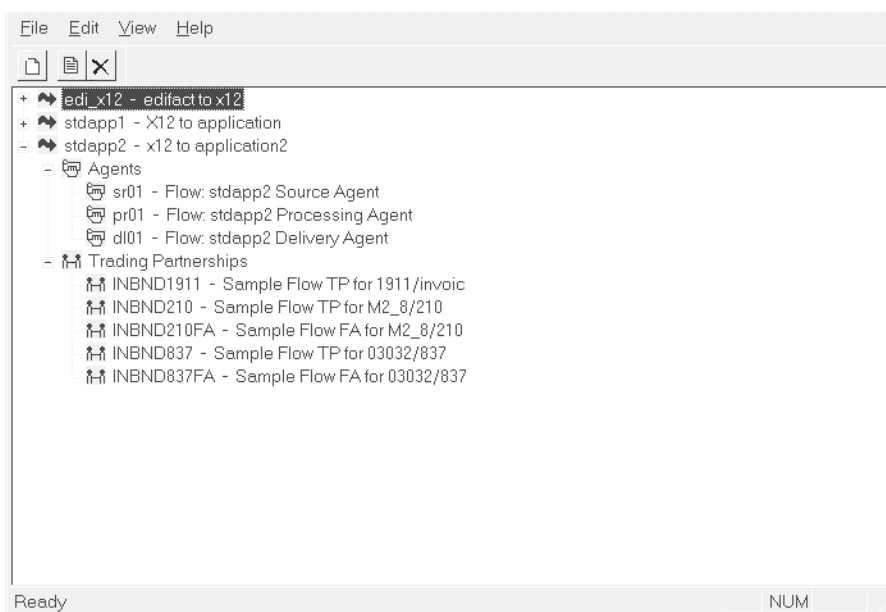 File Edit View Help
edi_x12 - edifact to x12
stdapp1 - X12 to application
stdapp2 - x12 to application2
Agents
sr01 - Flow: stdapp2 Source Agent
pr01 - Flow: stdapp2 Processing Agent
dl01 - Flow: stdapp2 Delivery Agent
Trading Partnerships
INBND1911 - Sample Flow TP for 1911/invoic
INBND210 - Sample Flow TP for M2_8/210
INBND210FA - Sample Flow FA for M2_8/210
INBND837 - Sample Flow TP for 03032/837
INBND837FA - Sample Flow FA for 03032/837
Ready NUM